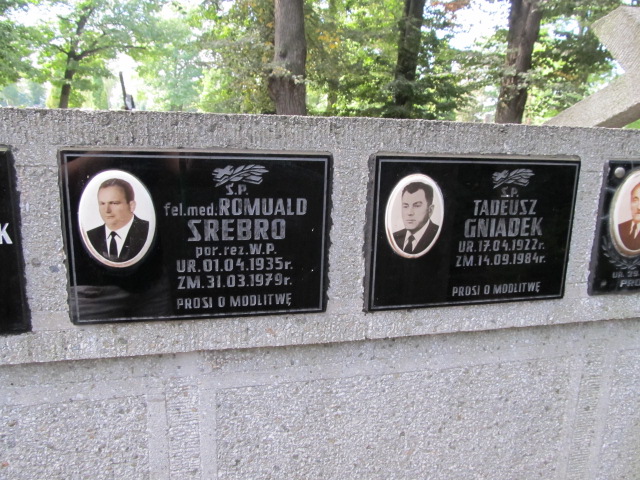 Ś.P.
fel.med. ROMUALD
SREBRO
por.rez.W.P.
UR.01.04.1935r.
ZM.31.03.1979r.
PROSI O MODLITWĘ
Ś.P.
TADEUSZ
GNIADEK
UR.17.04.1922r.
ZM.14.09.1984r.
PROSI O MODLITWĘ
K